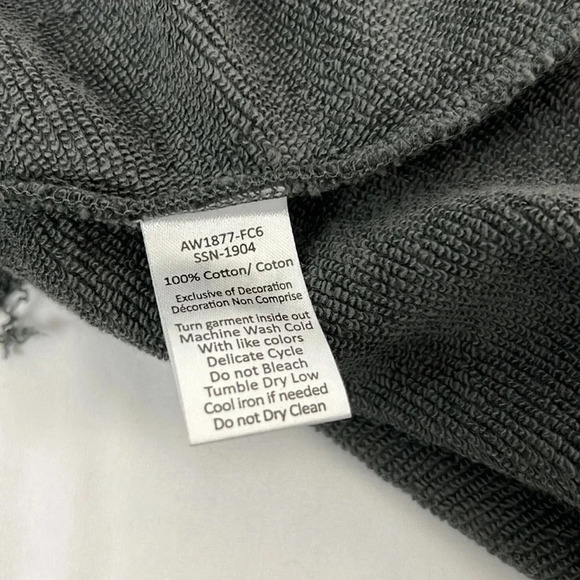 AW1877-FC6
SSN-1904
100% Cotton/ Coton
Exclusive of Decoration
Décoration Non Comprise
Turn garment inside out
Machine Wash Cold
With like colors
Delicate Cycle
Do not Bleach
Tumble Dry Low
Cool iron if needed
Do not Dry Clean